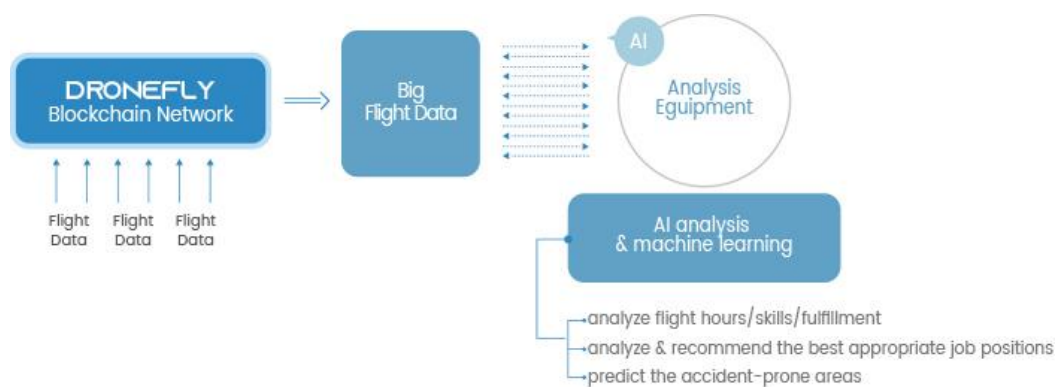 DRONEFLY
Blockchain Network
Flight
Data
Flight
Data
Flight
Data
Big
Flight Data
AI
Analysis
Equipment
AI analysis
& machine learning
analyze flight hours/skills/fulfillment
analyze & recommend the best appropriate job positions
predict the accident-prone areas